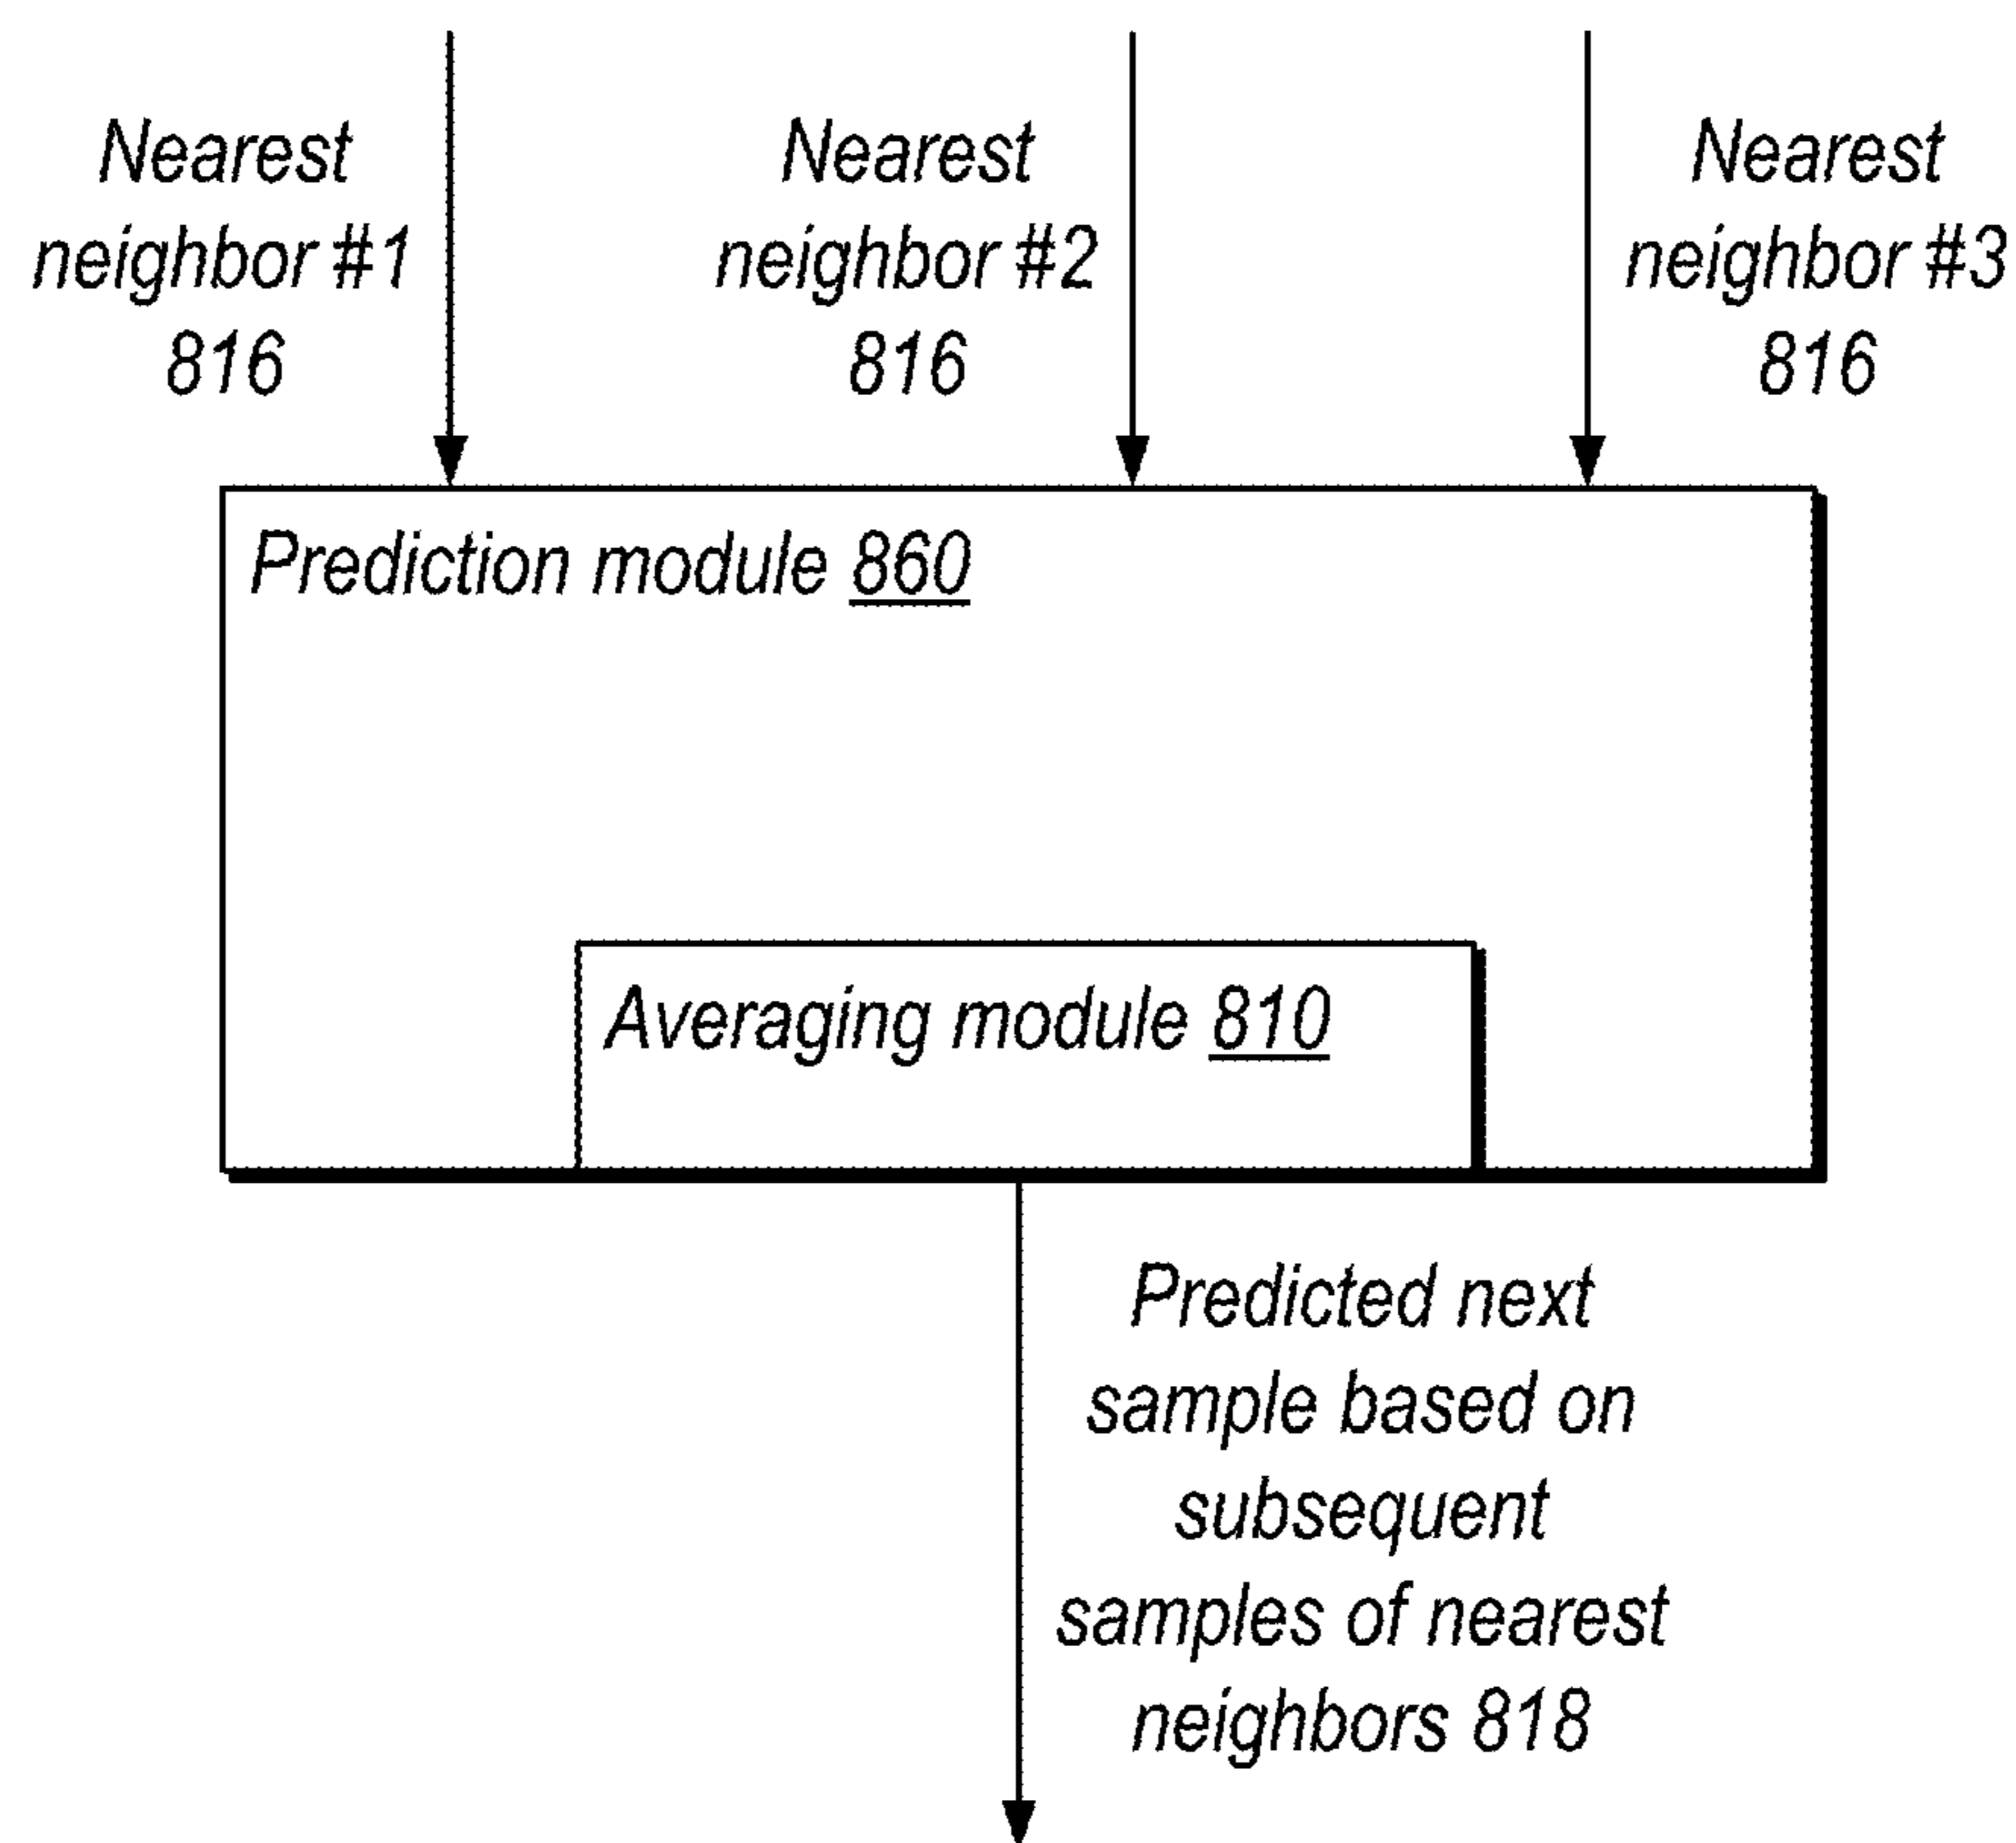 Nearest
neighbor #1
816
Nearest
neighbor #2
816
Nearest
neighbor #3
816
Prediction module 860
Averaging module 810
Predicted next
sample based on
subsequent
samples of nearest
neighbors 818